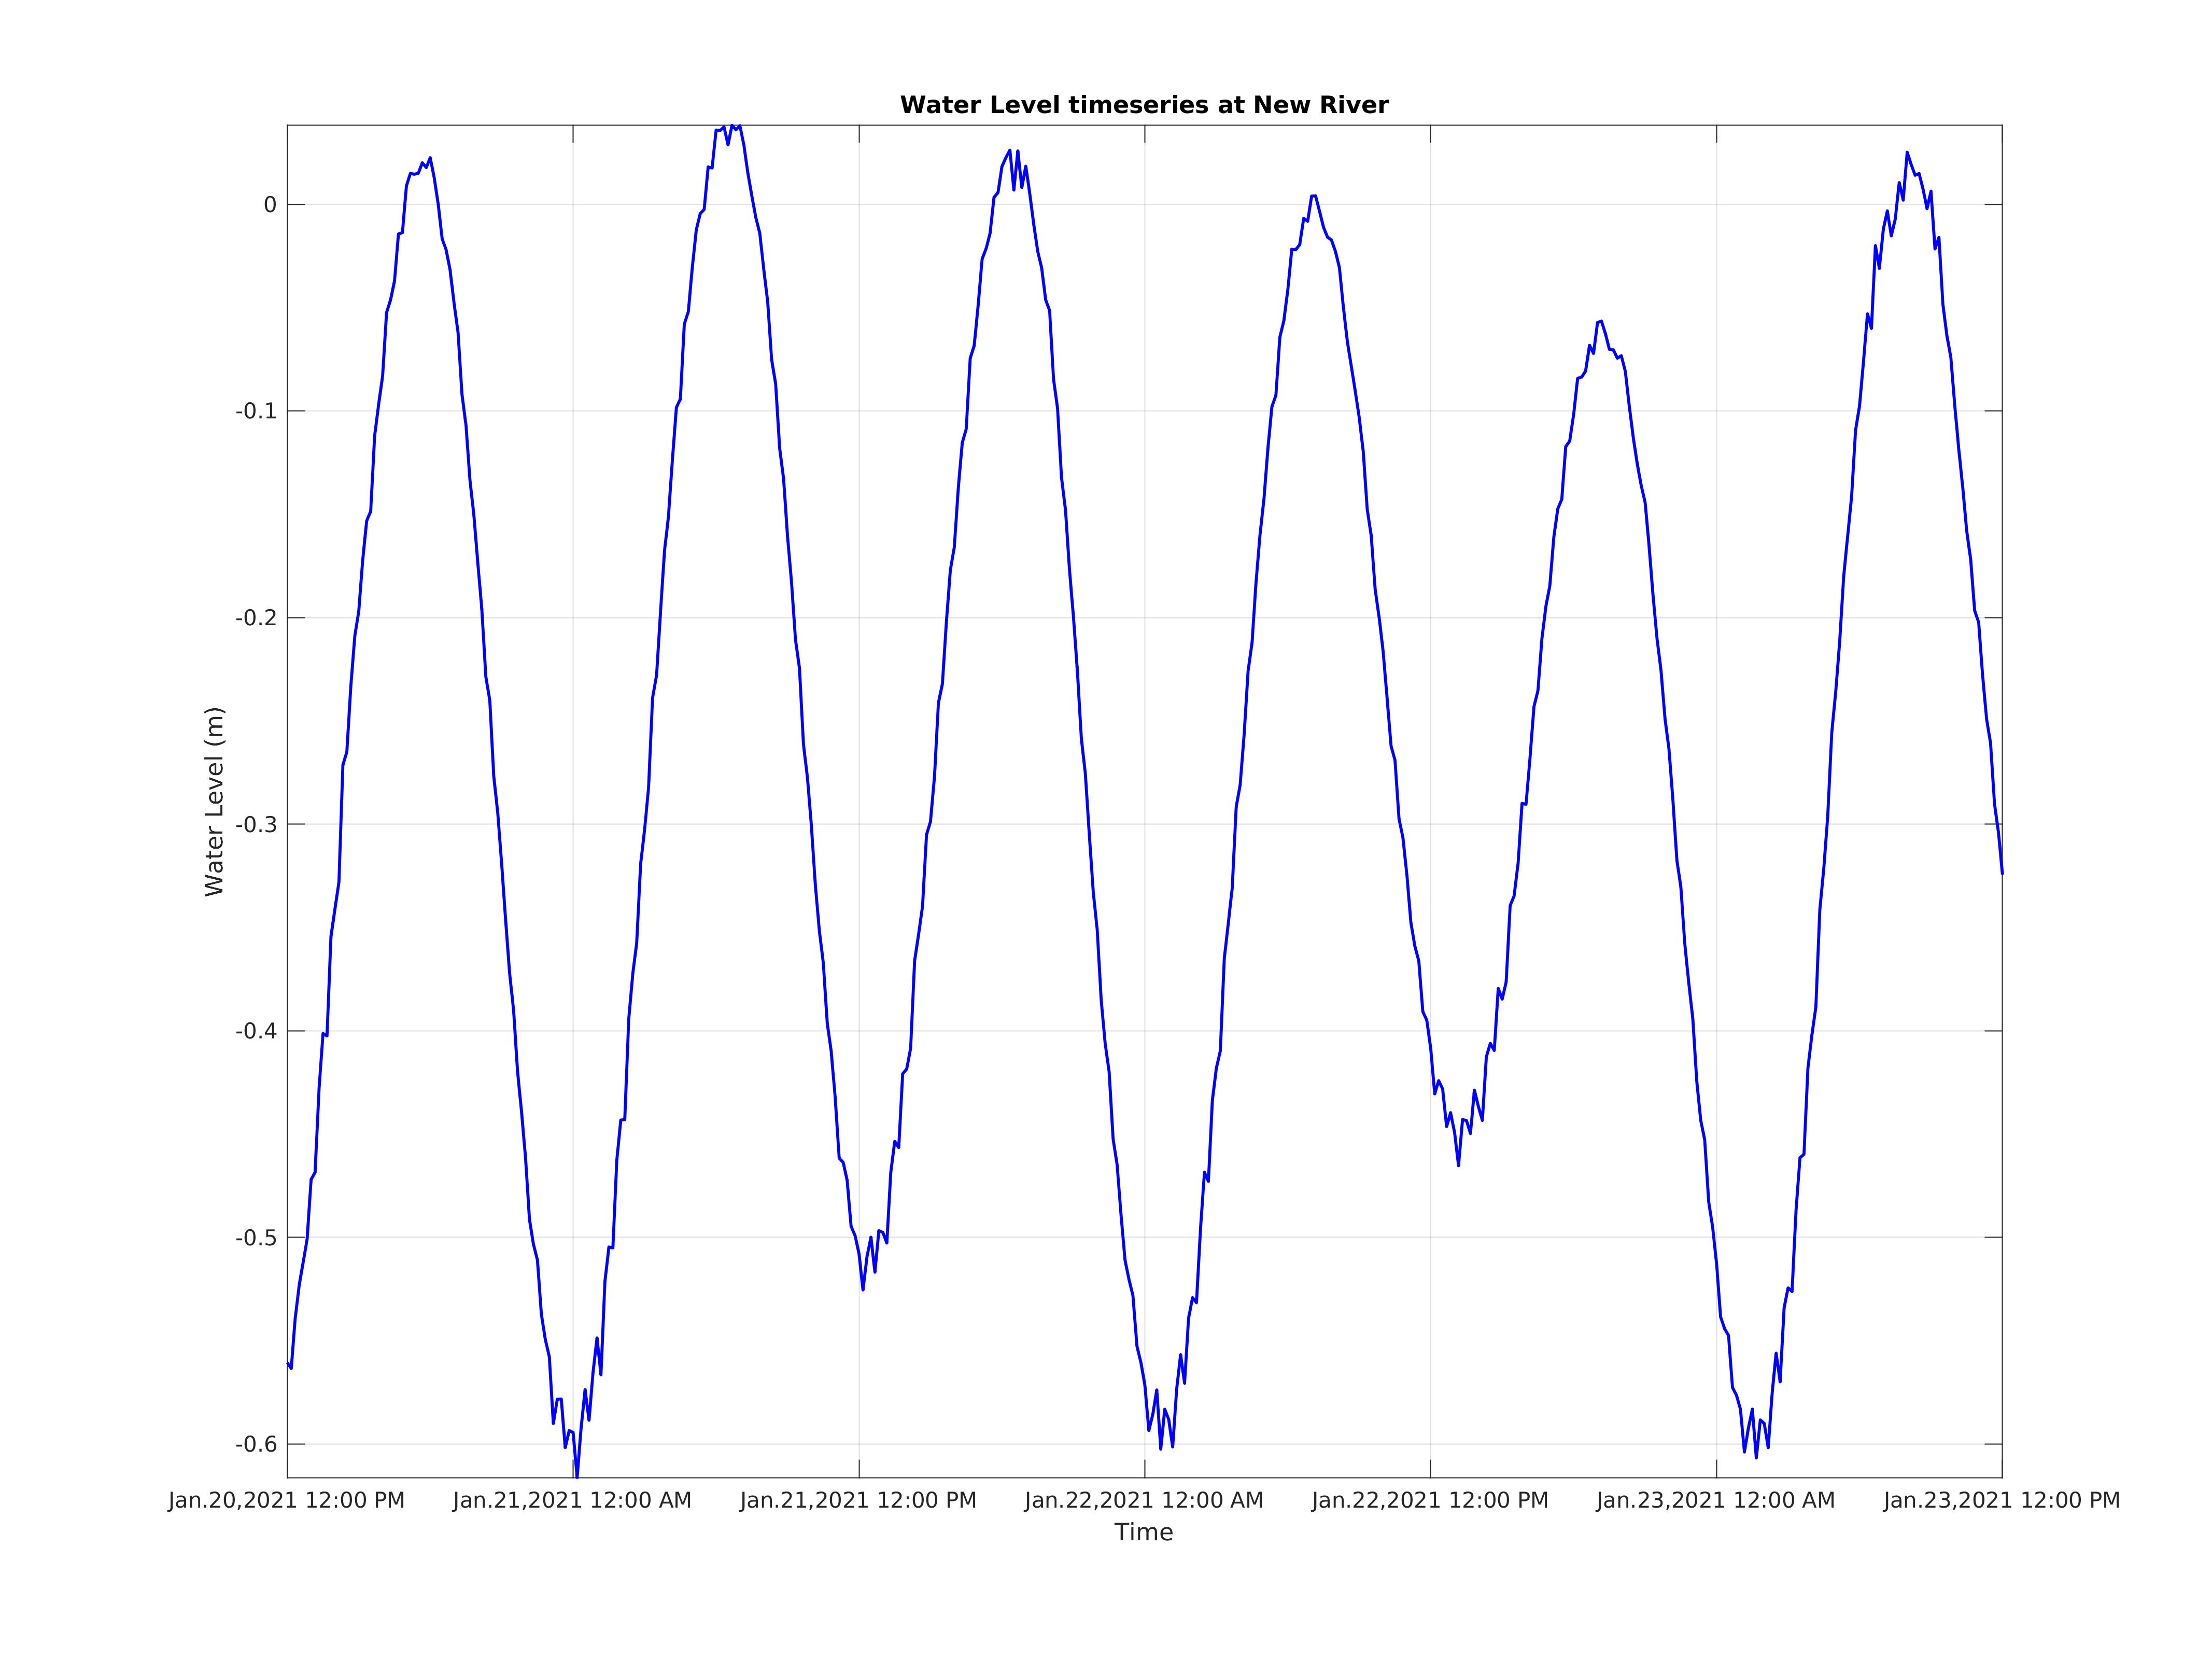 Water Level timeseries at New River
0
-0.1
-0.2
-0.3
-0.4
-0.5
-0.6
Water Level (m)
Jan.20,2021 12:00 PM Jan.21,2021 12:00 AM Jan.21,2021 12:00 PM Jan.22,2021 12:00 AM Jan.22,2021 12:00 PM Jan.23,2021 12:00 AM Jan.23,2021 12:00 PM
Time